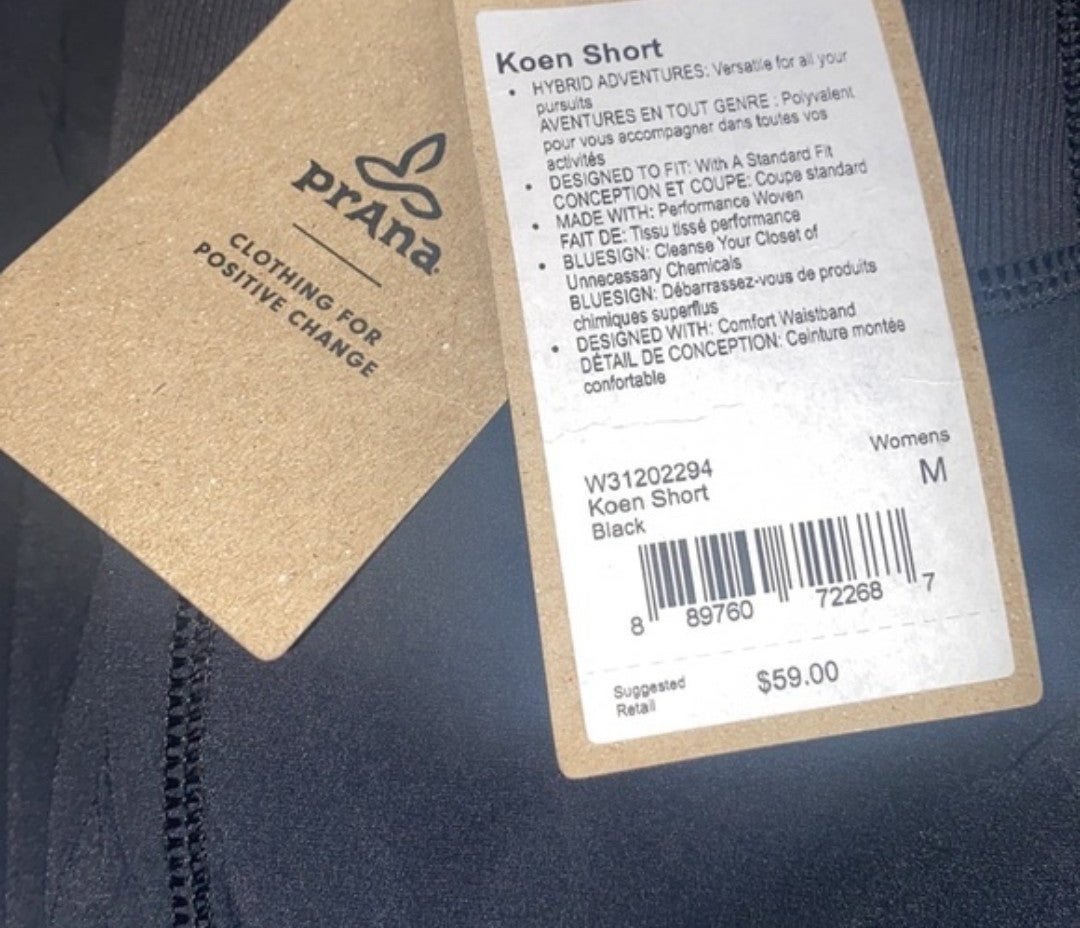 prAna
CLOTHING FOR
POSITIVE CHANGE
Koen Short
• HYBRID ADVENTURES: Versatile for all your
pursuits
AVENTURES EN TOUT GENRE : Polyvalent
pour vous accompagner dans toutes vos
activités
• DESIGNED TO FIT: With A Standard Fit
CONCEPTION ET COUPE: Coupe standard
• MADE WITH: Performance Woven
FAIT DE: Tissu tissé performance
• BLUESIGN: Cleanse Your Closet of
Unnecessary Chemicals
BLUESIGN: Débarrassez-vous de produits
chimiques superflus
• DESIGNED WITH: Comfort Waistband
DÉTAIL DE CONCEPTION: Ceinture montée
confortable
Womens
M
W31202294
Koen Short
Black
8 89760 72268 7
Suggested
Retail
$59.00